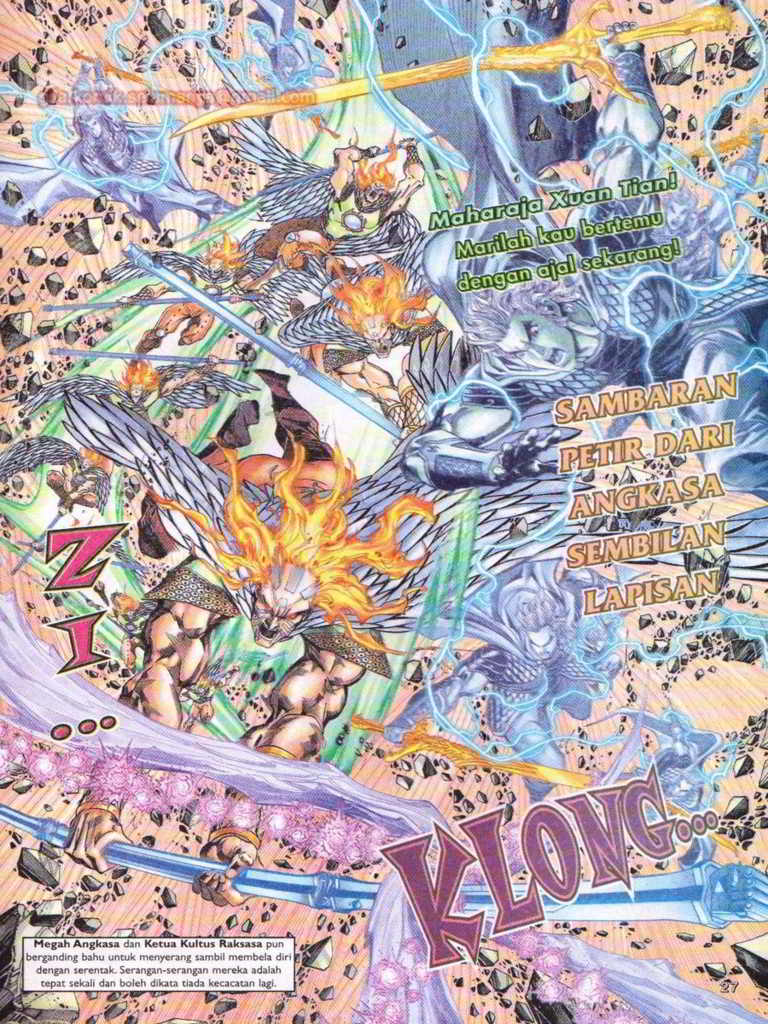 Maharaja Xuan Tian!
Marilah kau bertemu
dengan ajal sekarang!
SAMBARAN
PETIR DARI
ANGKASA
SEMBILAN
LAPISAN
ZI...
KLONG...
Megah Angkasa dan Ketua Kultus Raksasa pun
berganding bahu untuk menyerang sambil membela diri
dengan serentak. Serangan-serangan mereka adalah
tepat sekali dan boleh dikata tiada kecacatan lagi.
27